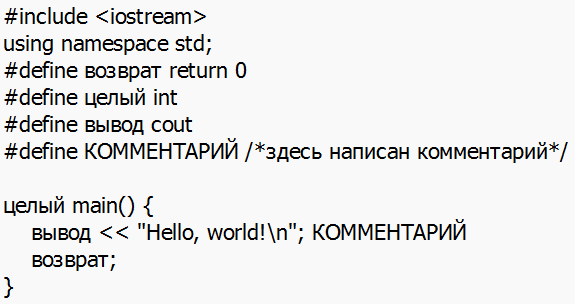 #include <iostream>
using namespace std;
#define возврат return 0
#define целый int
#define вывод cout
#define КОММЕНТАРИЙ /*здесь написан комментарий*/
целый main() {
вывод << "Hello, world!\n"; КОММЕНТАРИЙ
возврат;
}